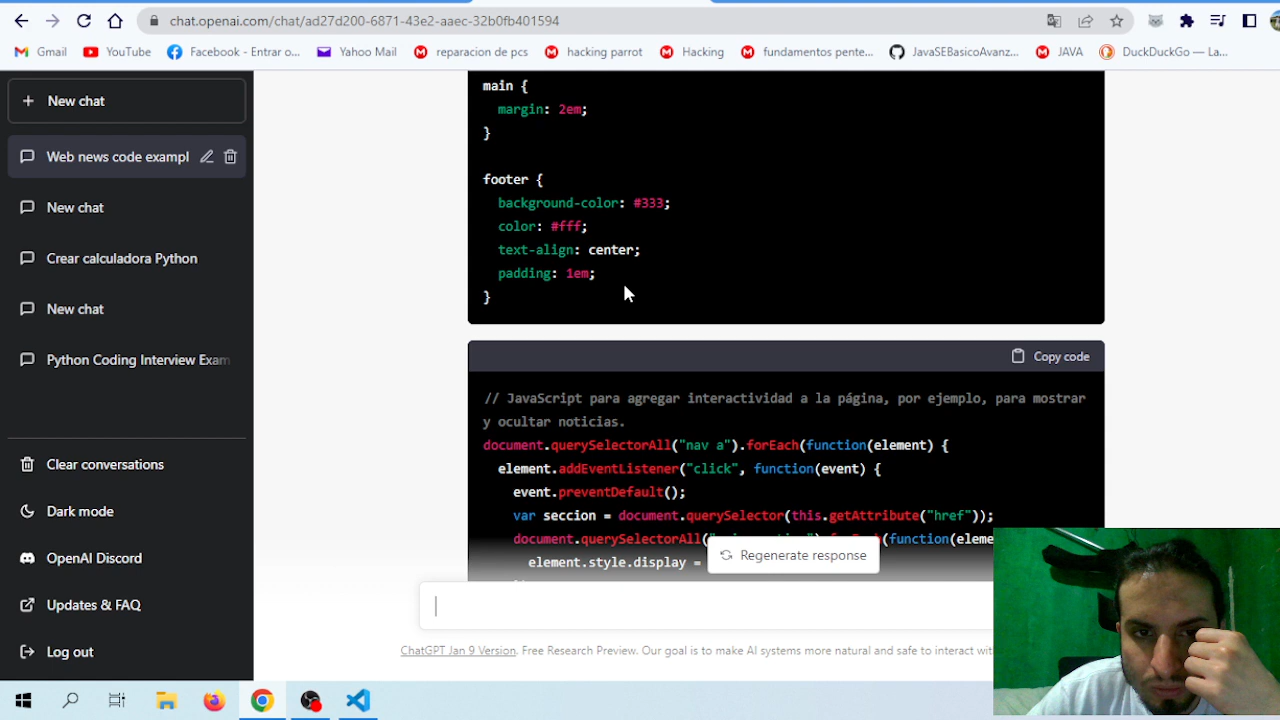 chat.openai.com/chat/ad27d200-6871-43e2-aaec-32b0fb401594
Gmail YouTube Facebook - Entrar o... Yahoo Mail reparacion de pcs hacking parrot Hacking fundamentos pente... JavaSEBasicoAvanz... JAVA DuckDuckGo — La...
+ New chat
Web news code exampl
New chat
Crear calculadora Python
New chat
Python Coding Interview Exam
Clear conversations
Dark mode
OpenAI Discord
Updates & FAQ
Log out
main {
margin: 2em;
}
footer {
background-color: #333;
color: #fff;
text-align: center;
padding: 1em;
}
Copy code
// JavaScript para agregar interactividad a la página, por ejemplo, para mostrar
y ocultar noticias.
document.querySelectorAll("nav a").forEach(function(element) {
element.addEventListener("click", function(event) {
event.preventDefault();
var seccion = document.querySelector(this.getAttribute("href"));
document.querySelectorAll( (function(eleme
element.style.display =
Regenerate response
ChatGPT Jan 9 Version. Free Research Preview. Our goal is to make AI systems more natural and safe to interact